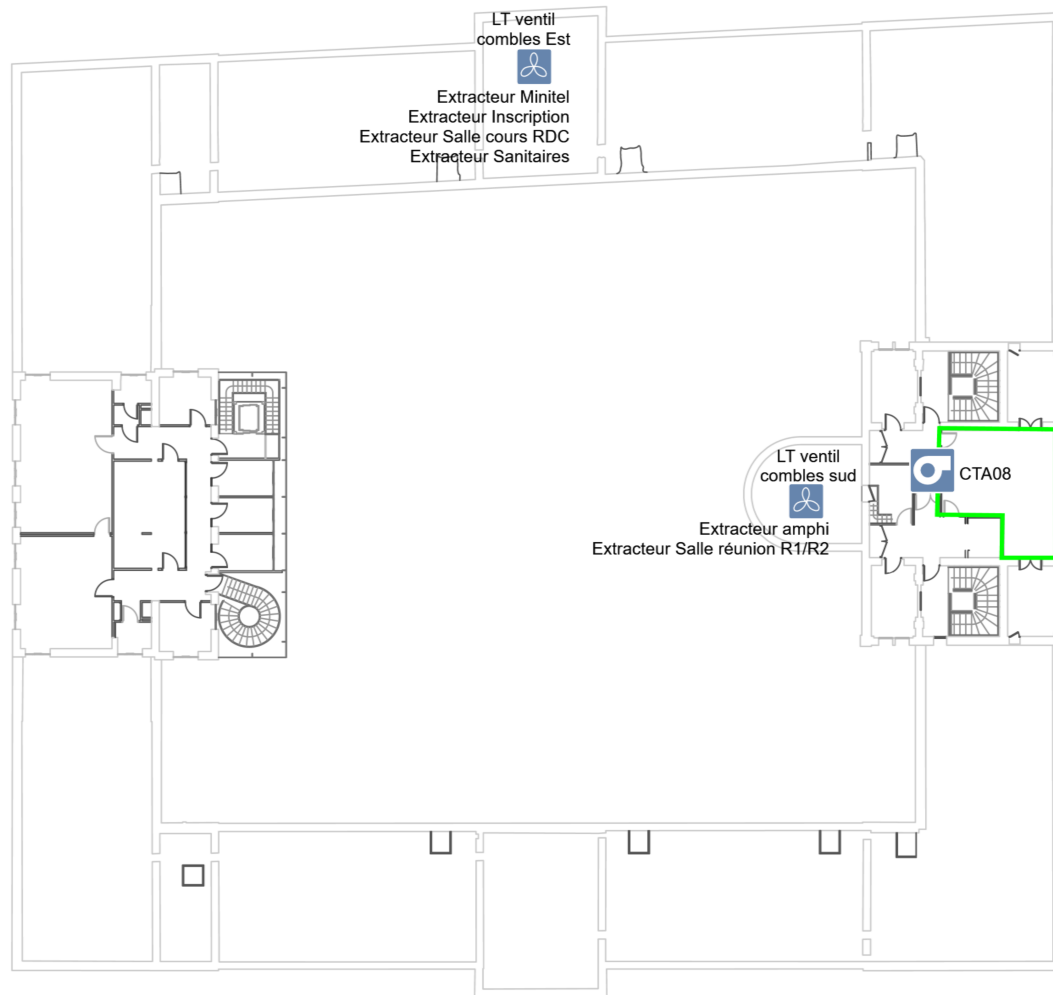 LT ventil
combles Est
Extracteur Minitel
Extracteur Inscription
Extracteur Salle cours RDC
Extracteur Sanitaires
LT ventil
combles sud
CTA08
Extracteur amphi
Extracteur Salle réunion R1/R2